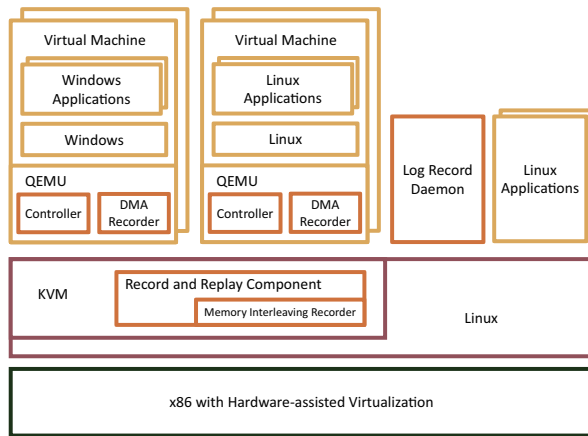 Virtual Machine
Windows
Applications
Windows
QEMU
Controller
DMA
Recorder
Virtual Machine
Linux
Applications
Linux
QEMU
Controller
DMA
Recorder
Log Record
Daemon
Linux
Applications
KVM
Record and Replay Component
Memory Interleaving Recorder
Linux
x86 with Hardware-assisted Virtualization